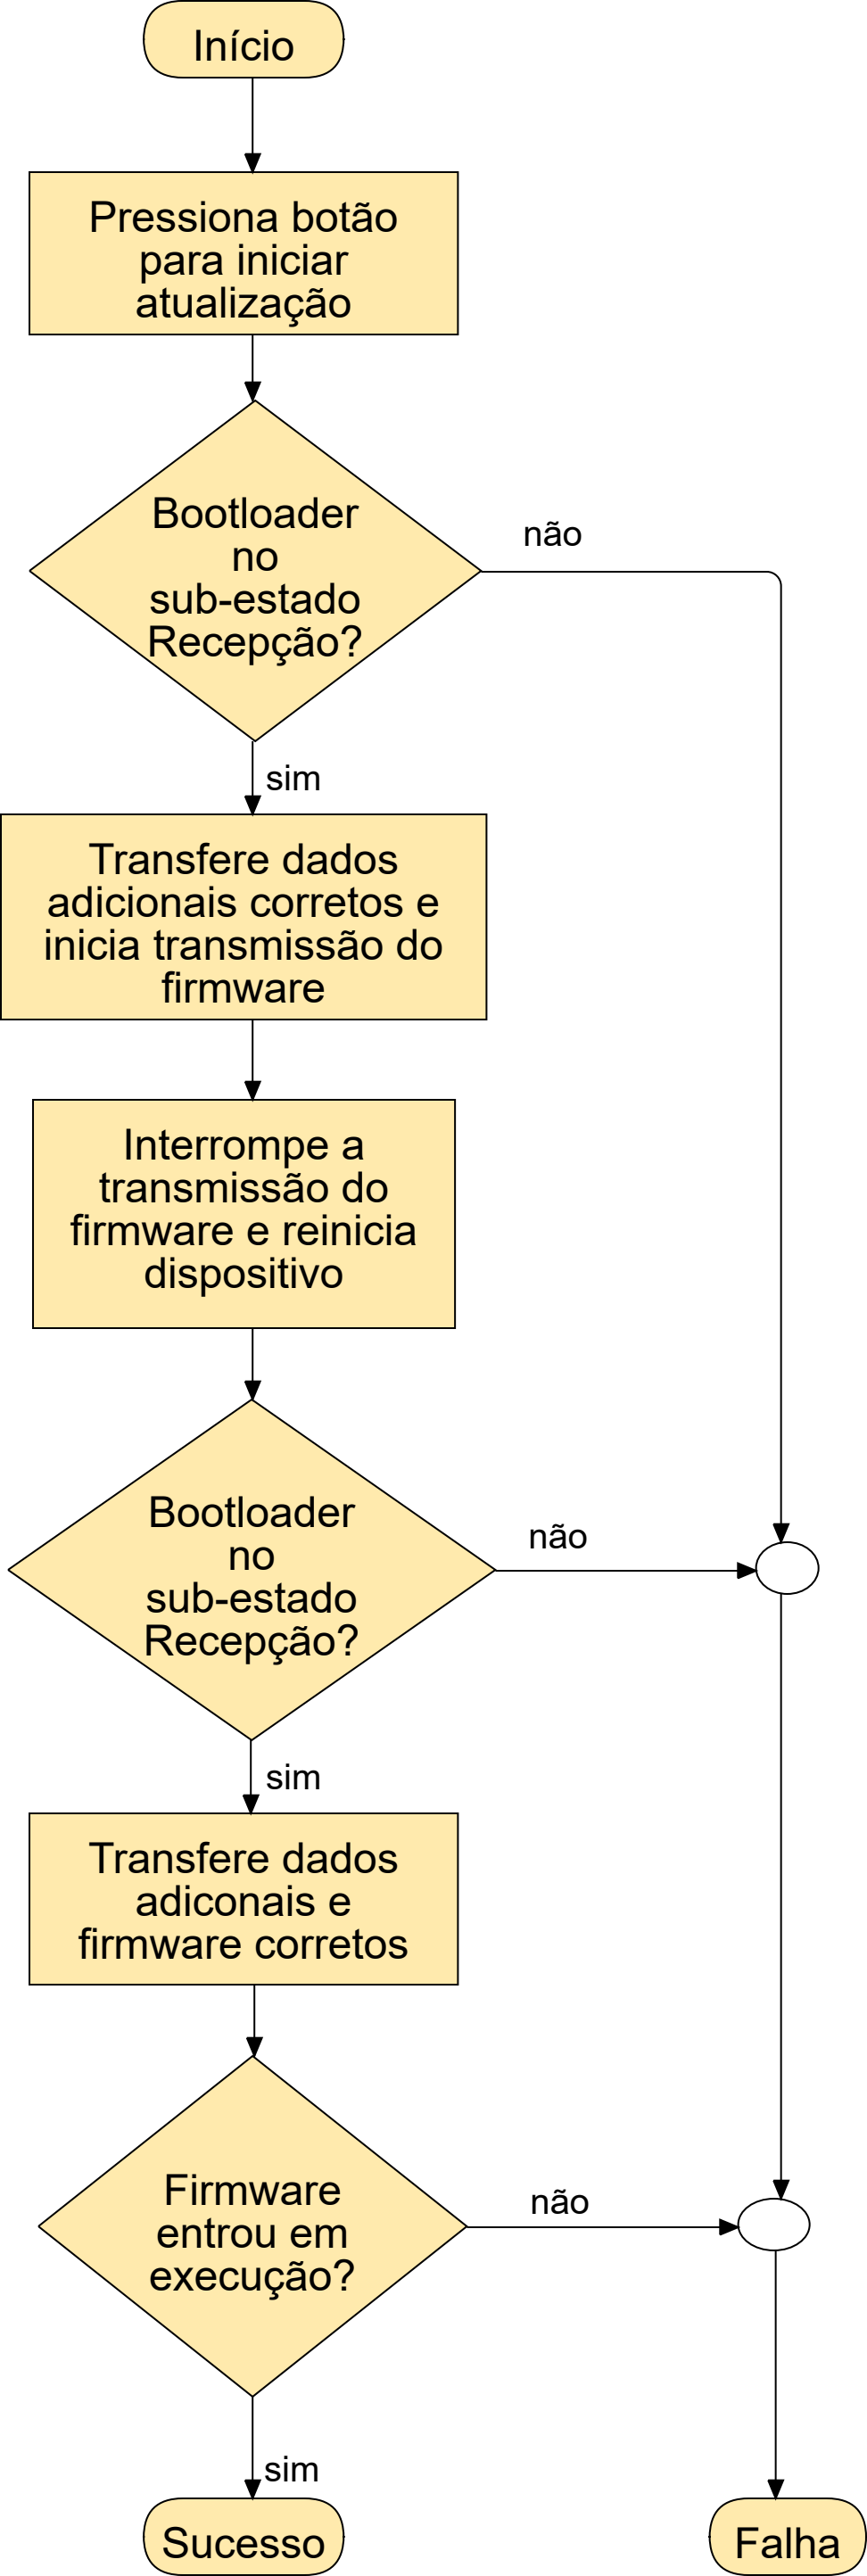 Início
Pressiona botão
para iniciar
atualização
Bootloader
no
sub-estado
Recepção?
não
sim
Transfere dados
adicionais corretos e
inicia transmissão do
firmware
Interrompe a
transmissão do
firmware e reinicia
dispositivo
Bootloader
no
sub-estado
Recepção?
não
sim
Transfere dados
adiconais e
firmware corretos
Firmware
entrou em
execução?
não
sim
Sucesso
Falha